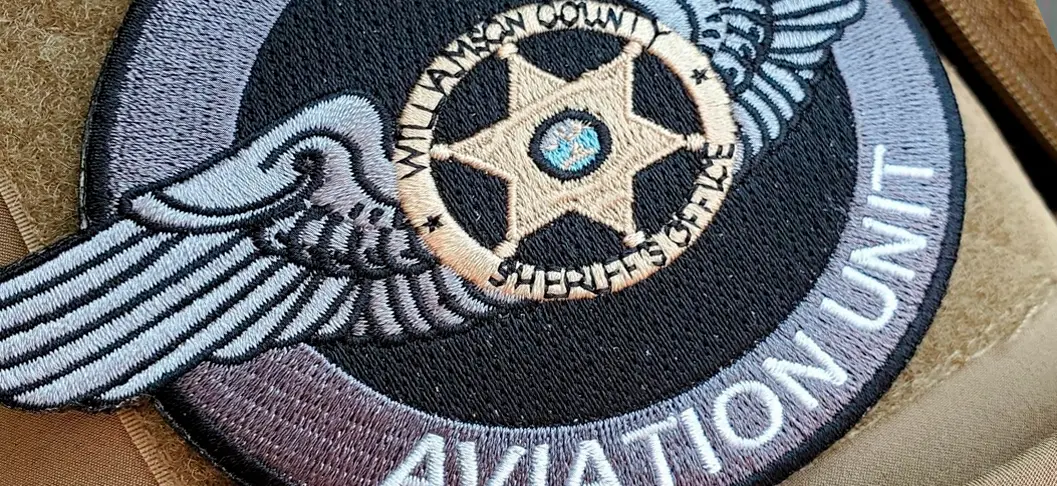 WILLIAMSON COUNTY
SHERIFF'S OFFICE
AVIATION UNIT